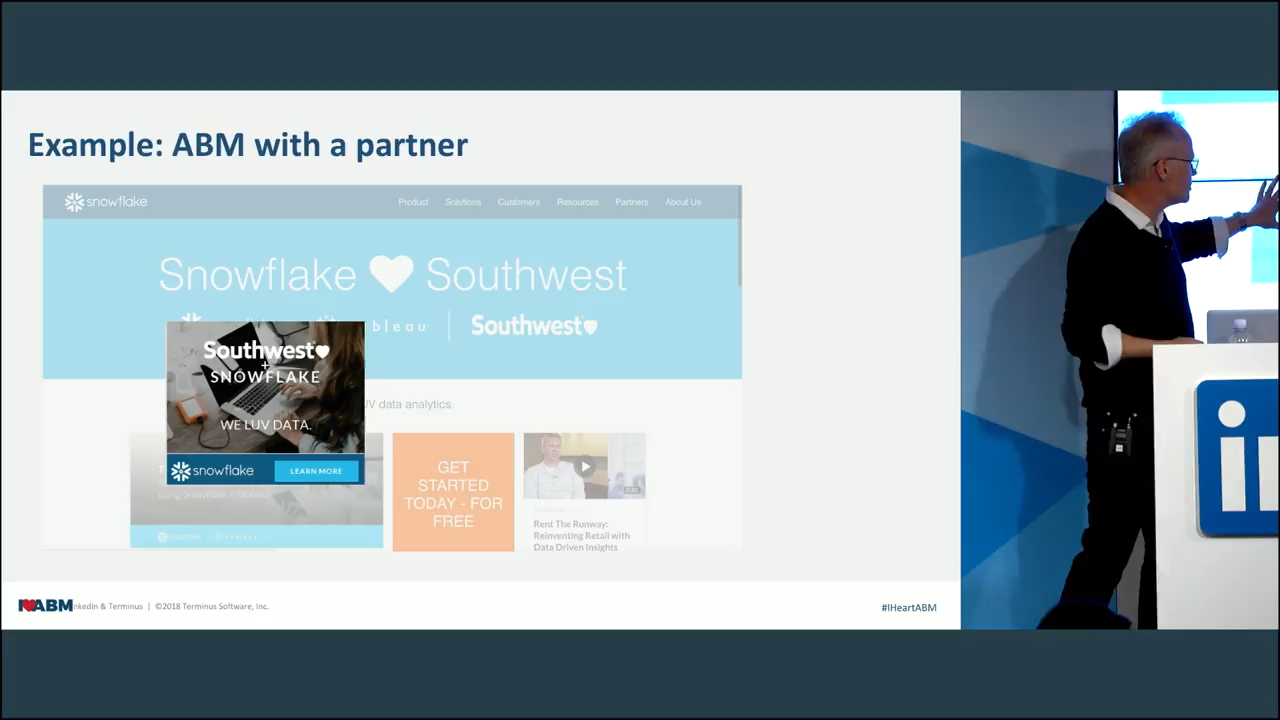 Example: ABM with a partner
snowflake
Product Solutions Customers Resources Partners About Us
Snowflake Southwest
bleau Southwest
Southwest
+
SNOWFLAKE
WE LUV DATA.
snowflake LEARN MORE
UV data analytics.
GET
STARTED
TODAY - FOR
FREE
Rent The Runway:
Reinventing Retail with
Data Driven Insights
I ABM nkedIn & Terminus | ©2018 Terminus Software, Inc.
#IHeartABM
in